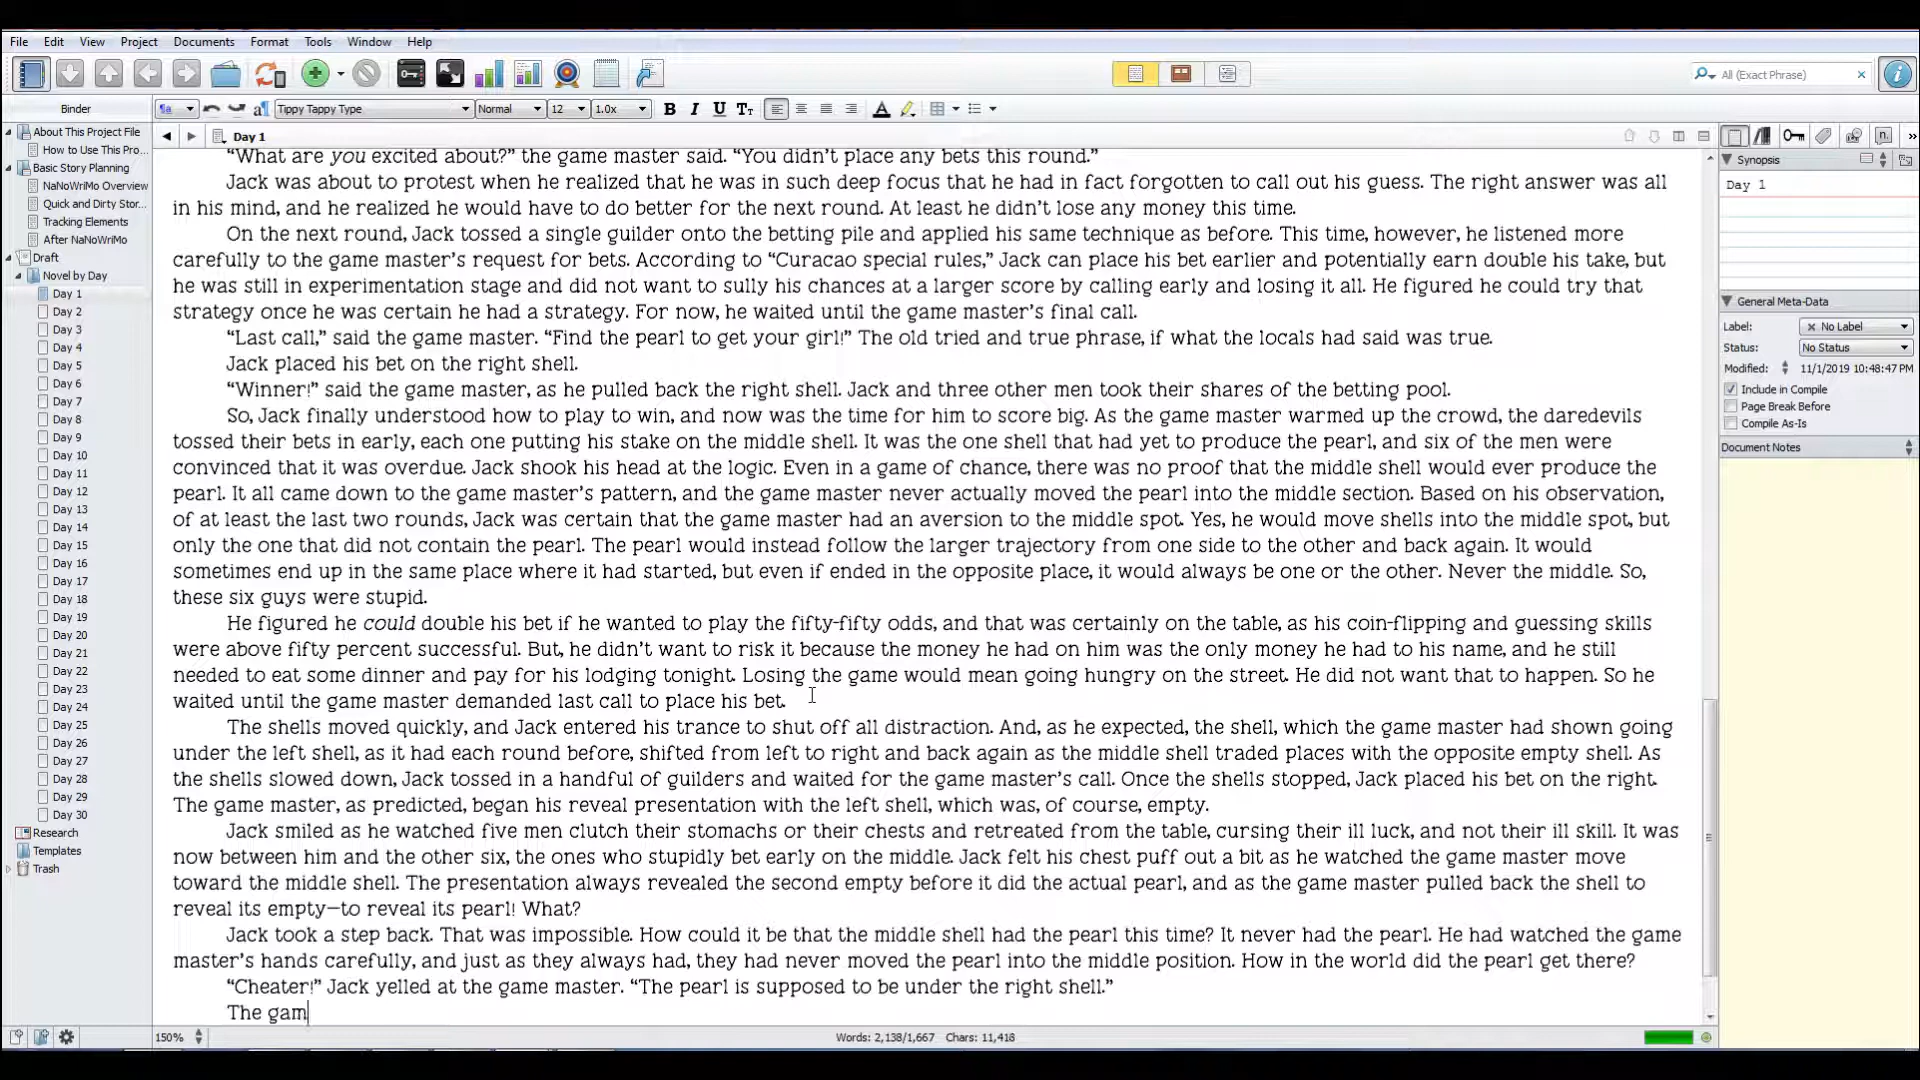 File Edit View Project Documents Format Tools Window Help
All (Exact Phrase)
Binder
Tippy Tappy Type Normal 12 1.0x B I U
Day 1
About This Project File
How to Use This Pro...
Basic Story Planning
NaNoWriMo Overview
Quick and Dirty Stor...
Tracking Elements
After NaNoWriMo
Draft
Novel by Day
Day 1
Day 2
Day 3
Day 4
Day 5
Day 6
Day 7
Day 8
Day 9
Day 10
Day 11
Day 12
Day 13
Day 14
Day 15
Day 16
Day 17
Day 18
Day 19
Day 20
Day 21
Day 22
Day 23
Day 24
Day 25
Day 26
Day 27
Day 28
Day 29
Day 30
Research
Templates
Trash
“What are you excited about?” the game master said. “You didn’t place any bets this round.”
Jack was about to protest when he realized that he was in such deep focus that he had in fact forgotten to call out his guess. The right answer was all
in his mind, and he realized he would have to do better for the next round. At least he didn’t lose any money this time.
On the next round, Jack tossed a single guilder onto the betting pile and applied his same technique as before. This time, however, he listened more
carefully to the game master’s request for bets. According to “Curacao special rules,” Jack can place his bet earlier and potentially earn double his take, but
he was still in experimentation stage and did not want to sully his chances at a larger score by calling early and losing it all. He figured he could try that
strategy once he was certain he had a strategy. For now, he waited until the game master’s final call.
“Last call,” said the game master. “Find the pearl to get your girl!” The old tried and true phrase, if what the locals had said was true.
Jack placed his bet on the right shell.
“Winner!” said the game master, as he pulled back the right shell. Jack and three other men took their shares of the betting pool.
So, Jack finally understood how to play to win, and now was the time for him to score big. As the game master warmed up the crowd, the daredevils
tossed their bets in early, each one putting his stake on the middle shell. It was the one shell that had yet to produce the pearl, and six of the men were
convinced that it was overdue. Jack shook his head at the logic. Even in a game of chance, there was no proof that the middle shell would ever produce the
pearl. It all came down to the game master’s pattern, and the game master never actually moved the pearl into the middle section. Based on his observation,
of at least the last two rounds, Jack was certain that the game master had an aversion to the middle spot. Yes, he would move shells into the middle spot, but
only the one that did not contain the pearl. The pearl would instead follow the larger trajectory from one side to the other and back again. It would
sometimes end up in the same place where it had started, but even if ended in the opposite place, it would always be one or the other. Never the middle. So,
these six guys were stupid.
He figured he could double his bet if he wanted to play the fifty-fifty odds, and that was certainly on the table, as his coin-flipping and guessing skills
were above fifty percent successful. But, he didn’t want to risk it because the money he had on him was the only money he had to his name, and he still
needed to eat some dinner and pay for his lodging tonight. Losing the game would mean going hungry on the street. He did not want that to happen. So he
waited until the game master demanded last call to place his bet.
The shells moved quickly, and Jack entered his trance to shut off all distraction. And, as he expected, the shell, which the game master had shown going
under the left shell, as it had each round before, shifted from left to right and back again as the middle shell traded places with the opposite empty shell. As
the shells slowed down, Jack tossed in a handful of guilders and waited for the game master’s call. Once the shells stopped, Jack placed his bet on the right.
The game master, as predicted, began his reveal presentation with the left shell, which was, of course, empty.
Jack smiled as he watched five men clutch their stomachs or their chests and retreated from the table, cursing their ill luck, and not their ill skill. It was
now between him and the other six, the ones who stupidly bet early on the middle. Jack felt his chest puff out a bit as he watched the game master move
toward the middle shell. The presentation always revealed the second empty before it did the actual pearl, and as the game master pulled back the shell to
reveal its empty—to reveal its pearl! What?
Jack took a step back. That was impossible. How could it be that the middle shell had the pearl this time? It never had the pearl. He had watched the game
master’s hands carefully, and just as they always had, they had never moved the pearl into the middle position. How in the world did the pearl get there?
“Cheater!” Jack yelled at the game master. “The pearl is supposed to be under the right shell.”
The gam
150%
Words: 2,138/1,667 Chars: 11,418
Synopsis
Day 1
General Meta-Data
Label: No Label
Status: No Status
Modified: 11/1/2019 10:48:47 PM
Include in Compile
Page Break Before
Compile As-Is
Document Notes